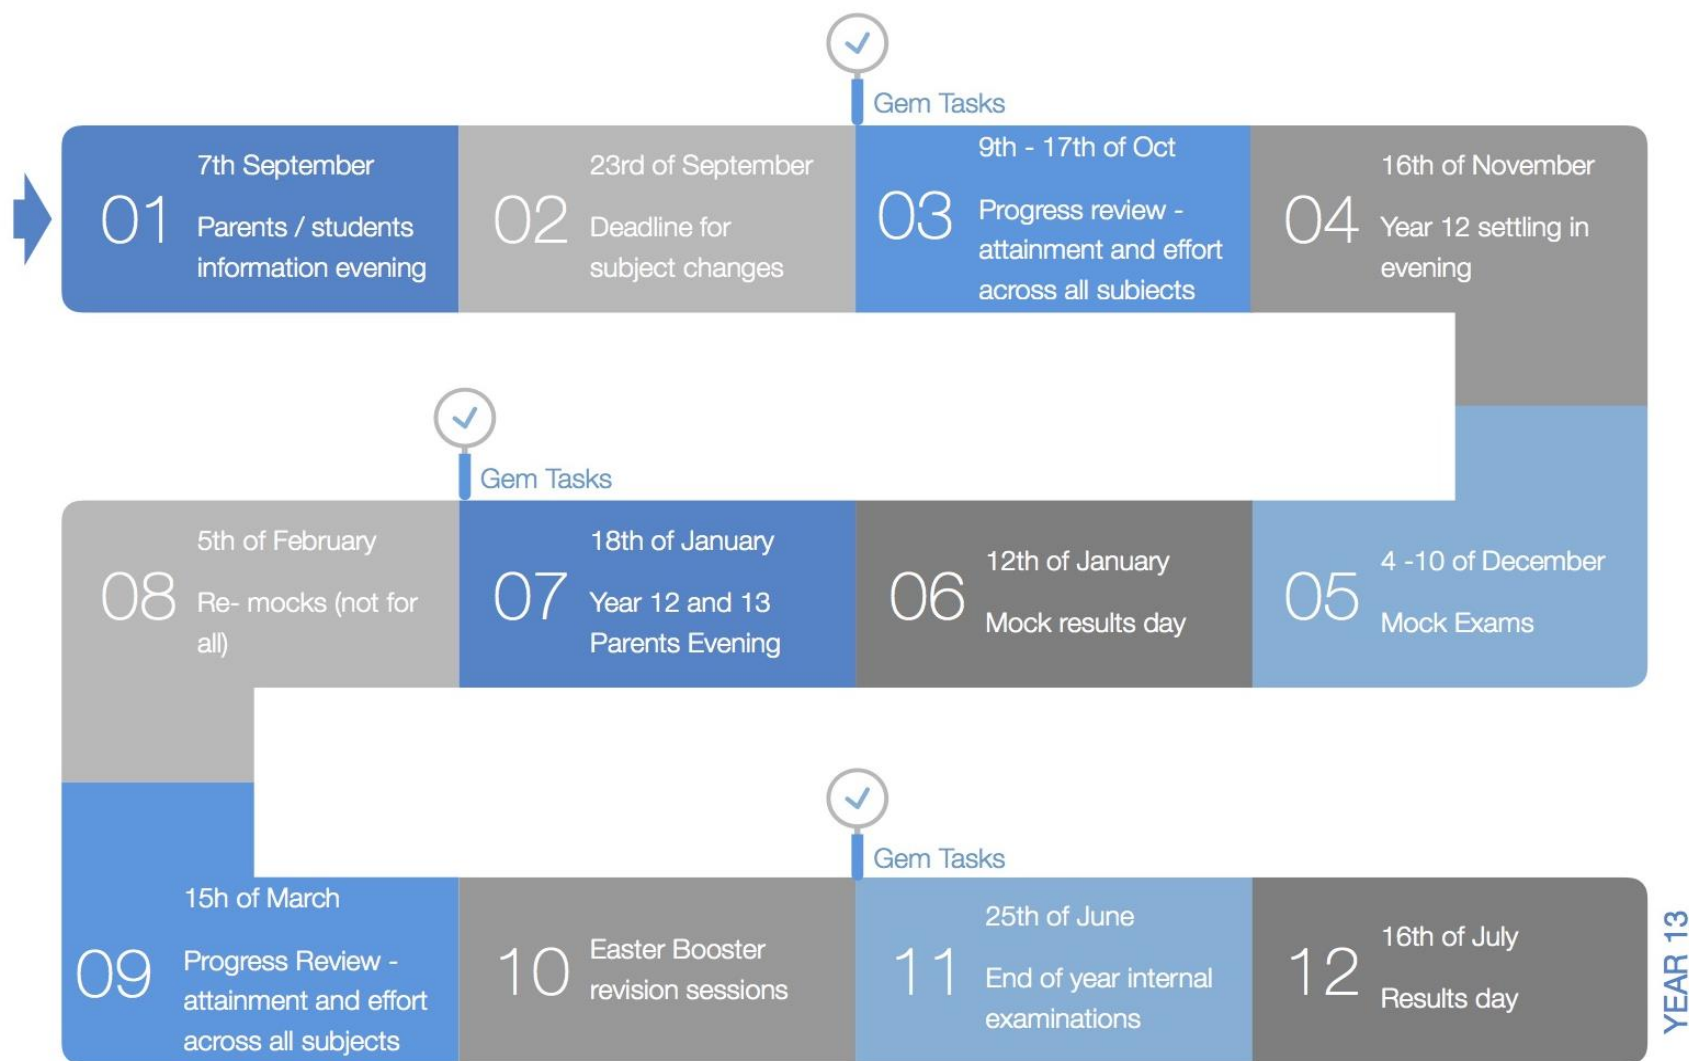 Gem Tasks
01
7th September
Parents / students
information evening
02
23rd of September
Deadline for
subject changes
03
9th - 17th of Oct
Progress review -
attainment and effort
across all subjects
04
16th of November
Year 12 settling in
evening
05
4 -10 of December
Mock Exams
06
12th of January
Mock results day
Gem Tasks
07
18th of January
Year 12 and 13
Parents Evening
08
5th of February
Re- mocks (not for
all)
09
15h of March
Progress Review -
attainment and effort
across all subjects
10
Easter Booster
revision sessions
Gem Tasks
11
25th of June
End of year internal
examinations
12
16th of July
Results day
YEAR 13